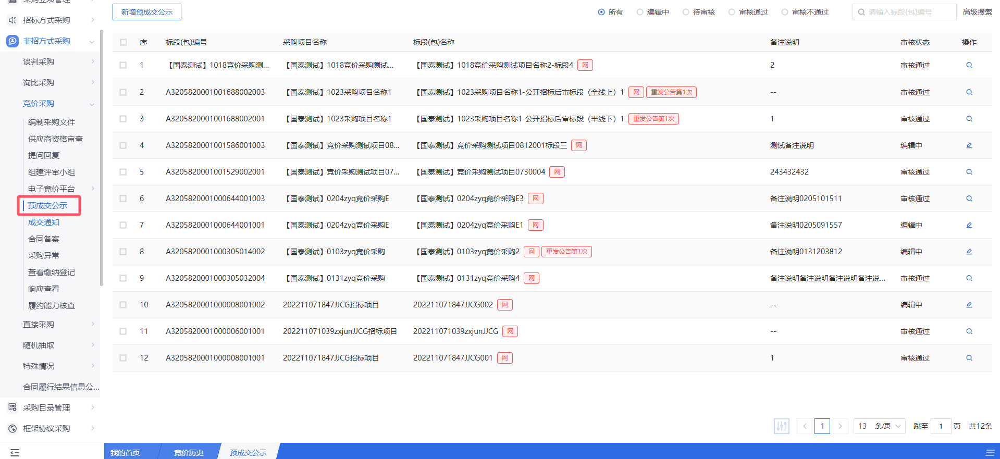 采购立项管理
招标方式采购
非招方式采购
谈判采购
询比采购
竞价采购
编制采购文件
供应商资格审查
提问回复
组建评审小组
电子竞价平台
预成交公示
成交通知
合同备案
采购异常
查看缴纳登记
响应查看
履约能力核查
直接采购
随机抽取
特殊情况
合同履行结果信息公...
采购目录管理
框架协议采购
新增预成交公示 所有 编辑中 待审核 审核通过 审核不通过 请输入标段(包)编号 高级搜索
序 标段(包)编号 采购项目名称 标段(包)名称 备注说明 审核状态 操作
1 【国泰测试】1018竞价采购测... 【国泰测试】1018竞价采购测试... 【国泰测试】1018竞价采购测试项目名称2-标段4 网 2 审核通过
2 A3205820001001688002003 【国泰测试】1023采购项目名称1 【国泰测试】1023采购项目名称1-公开招标后审标段（全线上）1 网 重发公告第1次 -- 审核通过
3 A3205820001001688002001 【国泰测试】1023采购项目名称1 【国泰测试】1023采购项目名称1-公开招标后审标段（半线下）1 重发公告第1次 1 审核通过
4 A3205820001001586001003 【国泰测试】竞价采购测试项目08... 【国泰测试】竞价采购测试项目0812001标段三 网 测试备注说明 编辑中
5 A3205820001001529002001 【国泰测试】竞价采购测试项目07... 【国泰测试】竞价采购测试项目0730004 网 243432432 审核通过
6 A3205820001000644001003 【国泰测试】0204zyq竞价采购E 【国泰测试】0204zyq竞价采购E3 网 备注说明0205101511 审核通过
7 A3205820001000644001001 【国泰测试】0204zyq竞价采购E 【国泰测试】0204zyq竞价采购E1 网 备注说明0205091557 编辑中
8 A3205820001000305014002 【国泰测试】0103zyq竞价采购 【国泰测试】0103zyq竞价采购2 网 重发公告第1次 备注说明0131203812 编辑中
9 A3205820001000305032004 【国泰测试】0131zyq竞价采购 【国泰测试】0131zyq竞价采购4 网 备注说明备注说明备注说明备注说... 审核通过
10 A3205820001000008001002 202211071847JJCG招标项目 202211071847JJCG002 网 -- 编辑中
11 A3205820001000006001001 202211071039zxjunJJCG招标项目 202211071039zxjunJJCG 网 -- 审核通过
12 A3205820001000008001001 202211071847JJCG招标项目 202211071847JJCG001 网 1 审核通过
1 13 条/页 跳至 1 页 共12条
我的首页 竞价历史 预成交公示